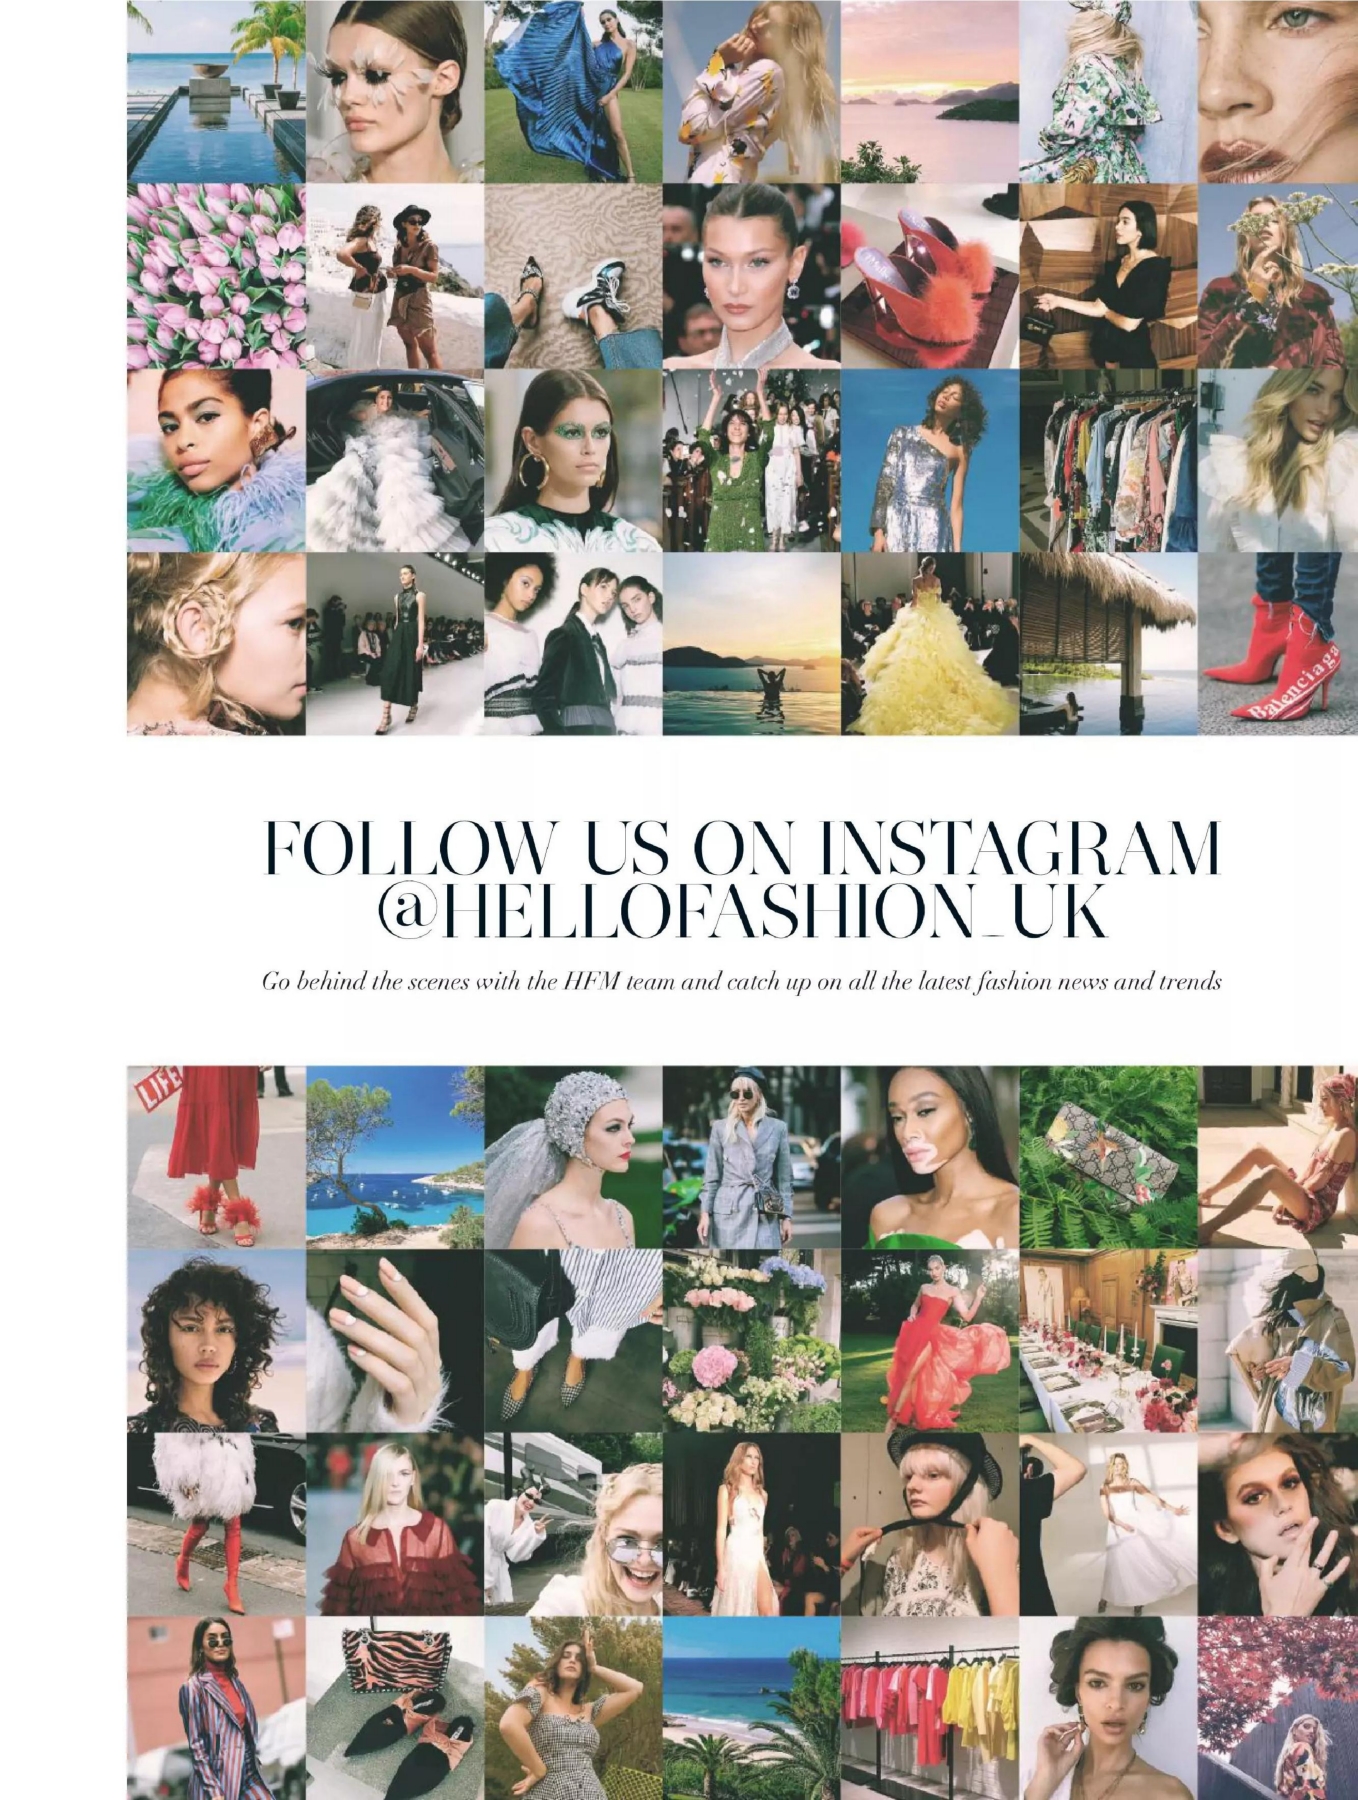 Balenciaga
FOLLOW US ON INSTAGRAM
@HELLOFASHION_UK
Go behind the scenes with the HFM team and catch up on all the latest fashion news and trends
LIFE